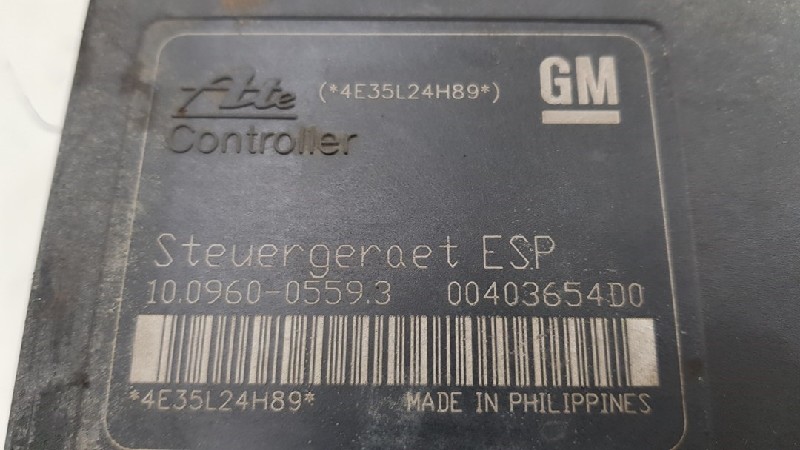 Ate (*4E35L24H89*) GM
Controller
Steuergeraet ESP
10.0960-0559.3 00403654D0
*4E35L24H89* MADE IN PHILIPPINES